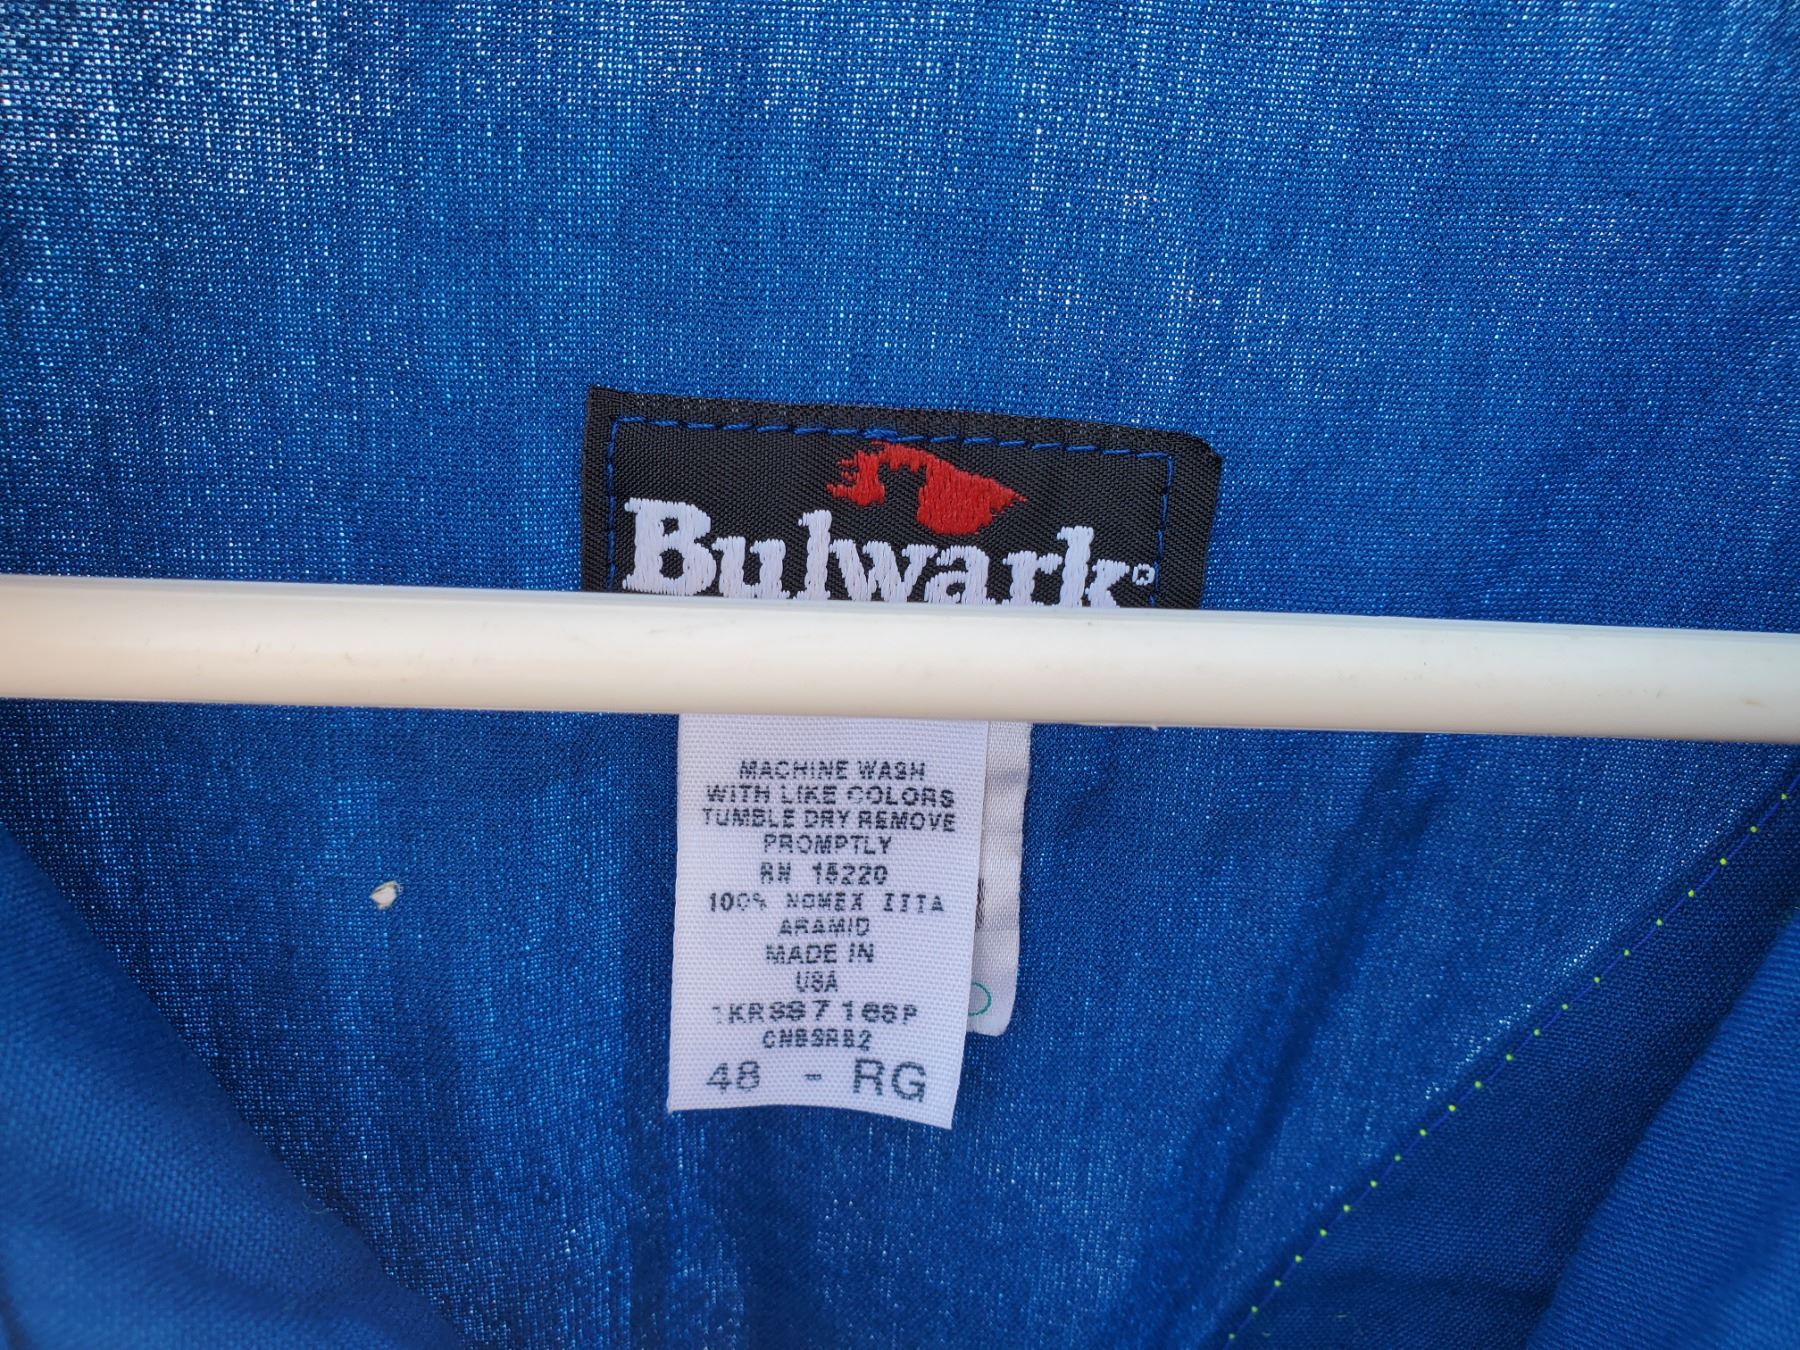 Bulwark®
MACHINE WASH
WITH LIKE COLORS
TUMBLE DRY REMOVE
PROMPTLY
RN 15220
100% NOMEX IIIA
ARAMID
MADE IN
USA
CNBSRB2
48 - RG